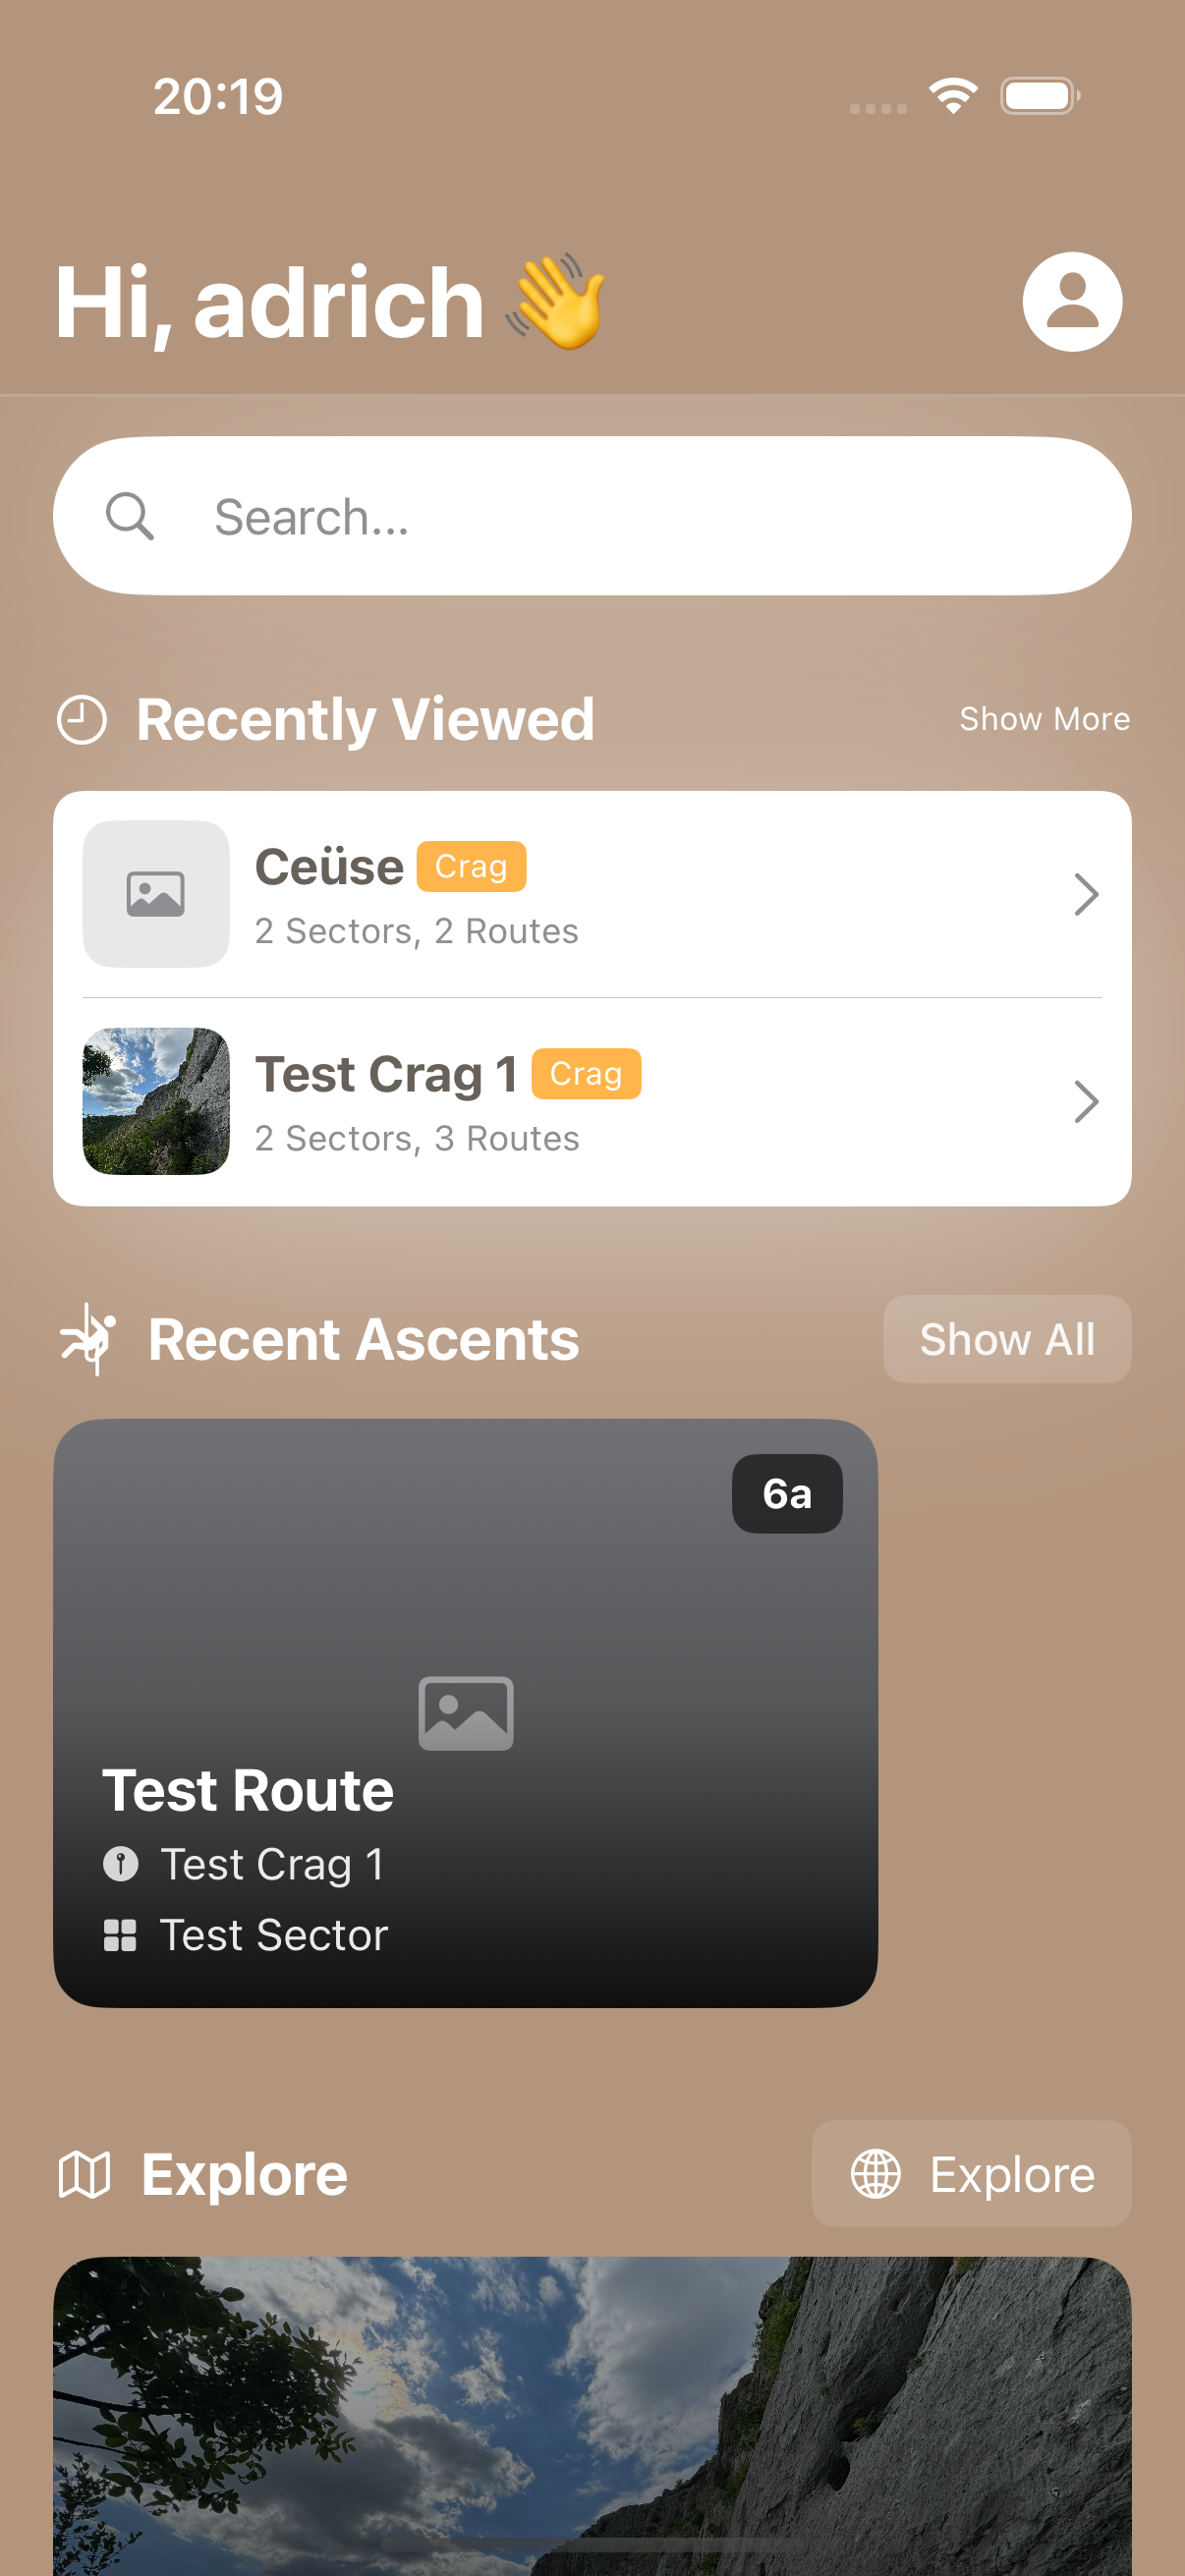 20:19
Hi, adrich 👋
Search...
Recently Viewed
Show More
Ceüse Crag
2 Sectors, 2 Routes
Test Crag 1 Crag
2 Sectors, 3 Routes
Recent Ascents
Show All
6a
Test Route
Test Crag 1
Test Sector
Explore
Explore